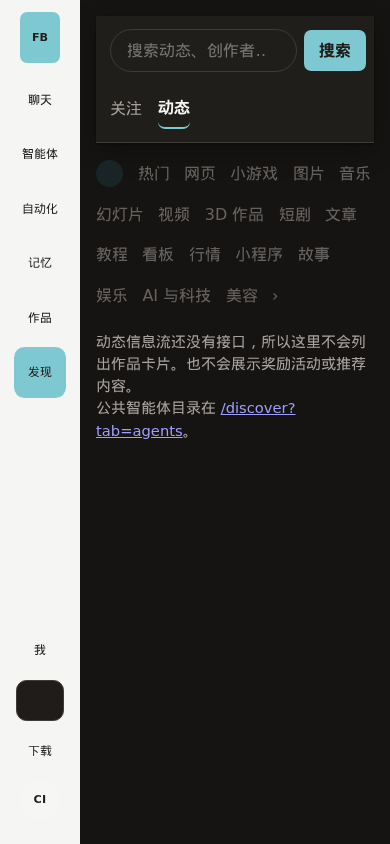 FB
聊天
智能体
自动化
记忆
作品
发现
我
下载
CI
搜索动态、创作者..
搜索
关注 动态
热门 网页 小游戏 图片 音乐
幻灯片 视频 3D 作品 短剧 文章
教程 看板 行情 小程序 故事
娱乐 AI 与科技 美容 ›
动态信息流还没有接口，所以这里不会列
出作品卡片。也不会展示奖励活动或推荐
内容。
公共智能体目录在 /discover?
tab=agents。